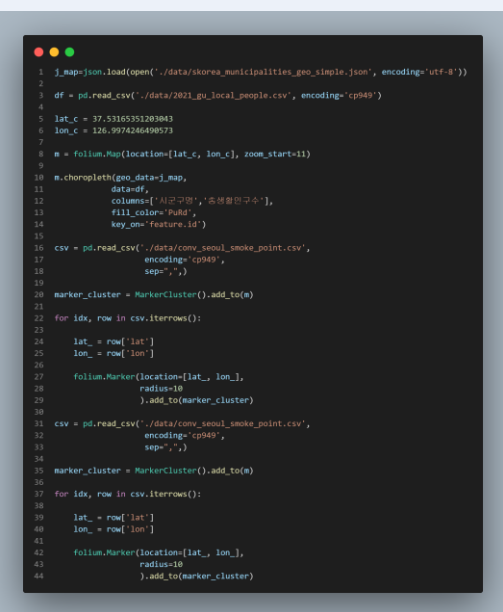 1 j_map=json.load(open('./data/skorea_municipalities_geo_simple.json', encoding='utf-8'))
2
3 df = pd.read_csv('./data/2021_gu_local_people.csv', encoding='cp949')
4
5 lat_c = 37.53165351203043
6 lon_c = 126.9974246490573
7
8 m = folium.Map(location=[lat_c, lon_c], zoom_start=11)
9
10 m.choropleth(geo_data=j_map,
11 data=df,
12 columns=['시군구명','총생활인구수'],
13 fill_color='PuRd',
14 key_on='feature.id')
15
16 csv = pd.read_csv('./data/conv_seoul_smoke_point.csv',
17 encoding='cp949',
18 sep=",",)
19
20 marker_cluster = MarkerCluster().add_to(m)
21
22 for idx, row in csv.iterrows():
23
24 lat_ = row['lat']
25 lon_ = row['lon']
26
27 folium.Marker(location=[lat_, lon_],
28 radius=10
29 ).add_to(marker_cluster)
30
31 csv = pd.read_csv('./data/conv_seoul_smoke_point.csv',
32 encoding='cp949',
33 sep=",",)
34
35 marker_cluster = MarkerCluster().add_to(m)
36
37 for idx, row in csv.iterrows():
38
39 lat_ = row['lat']
40 lon_ = row['lon']
41
42 folium.Marker(location=[lat_, lon_],
43 radius=10
44 ).add_to(marker_cluster)